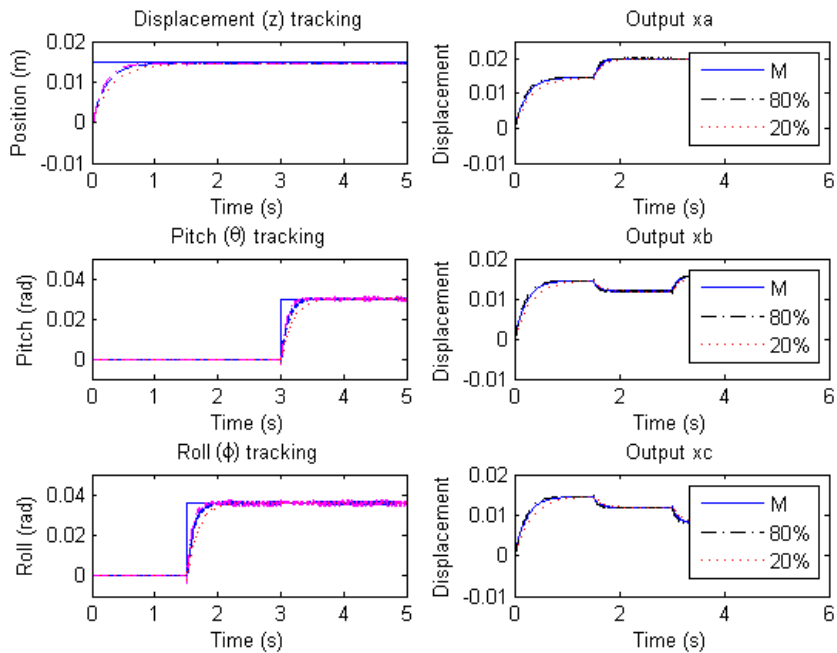 Displacement (z) tracking
Position (m)
0.02
0.01
0
-0.01
0 1 2 3 4 5
Time (s)
Output xa
Displacement
0.02
0.01
0
-0.01
0 2 4 6
Time (s)
M
80%
20%
Pitch (θ) tracking
Pitch (rad)
0.04
0.02
0
0 1 2 3 4 5
Time (s)
Output xb
Displacement
0.02
0.01
0
-0.01
0 2 4 6
Time (s)
M
80%
20%
Roll (ϕ) tracking
Roll (rad)
0.04
0.02
0
0 1 2 3 4 5
Time (s)
Output xc
Displacement
0.02
0.01
0
-0.01
0 2 4 6
Time (s)
M
80%
20%